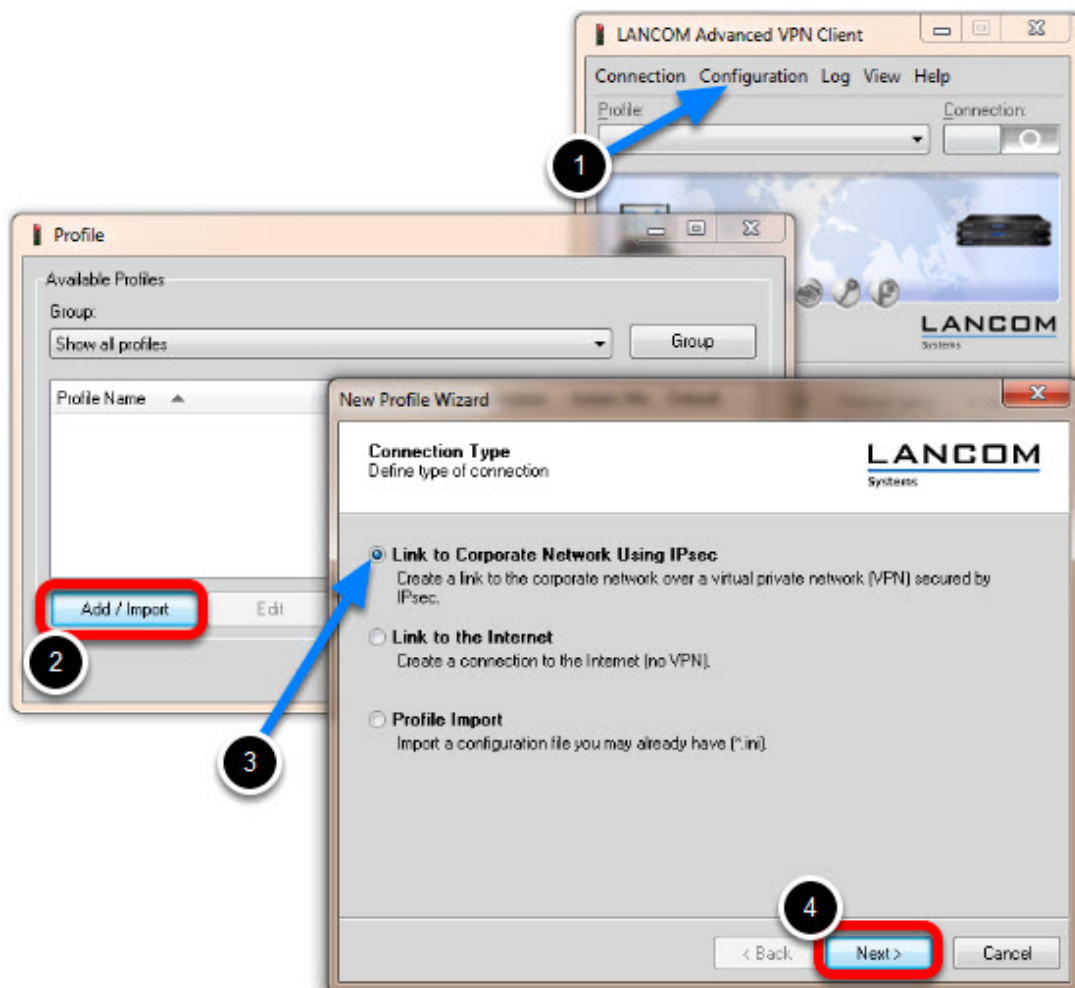 LANCOM Advanced VPN Client
Connection Configuration Log View Help
Profile: Connection:
1
LANCOM
Systems
Profile
Available Profiles
Group:
Show all profiles Group
Profile Name
Add / Import Edit
2
3
New Profile Wizard
Connection Type
Define type of connection
LANCOM
Systems
Link to Corporate Network Using IPsec
Create a link to the corporate network over a virtual private network (VPN) secured by
IPsec.
Link to the Internet
Create a connection to the Internet (no VPN).
Profile Import
Import a configuration file you may already have (*.ini).
4
< Back Next > Cancel